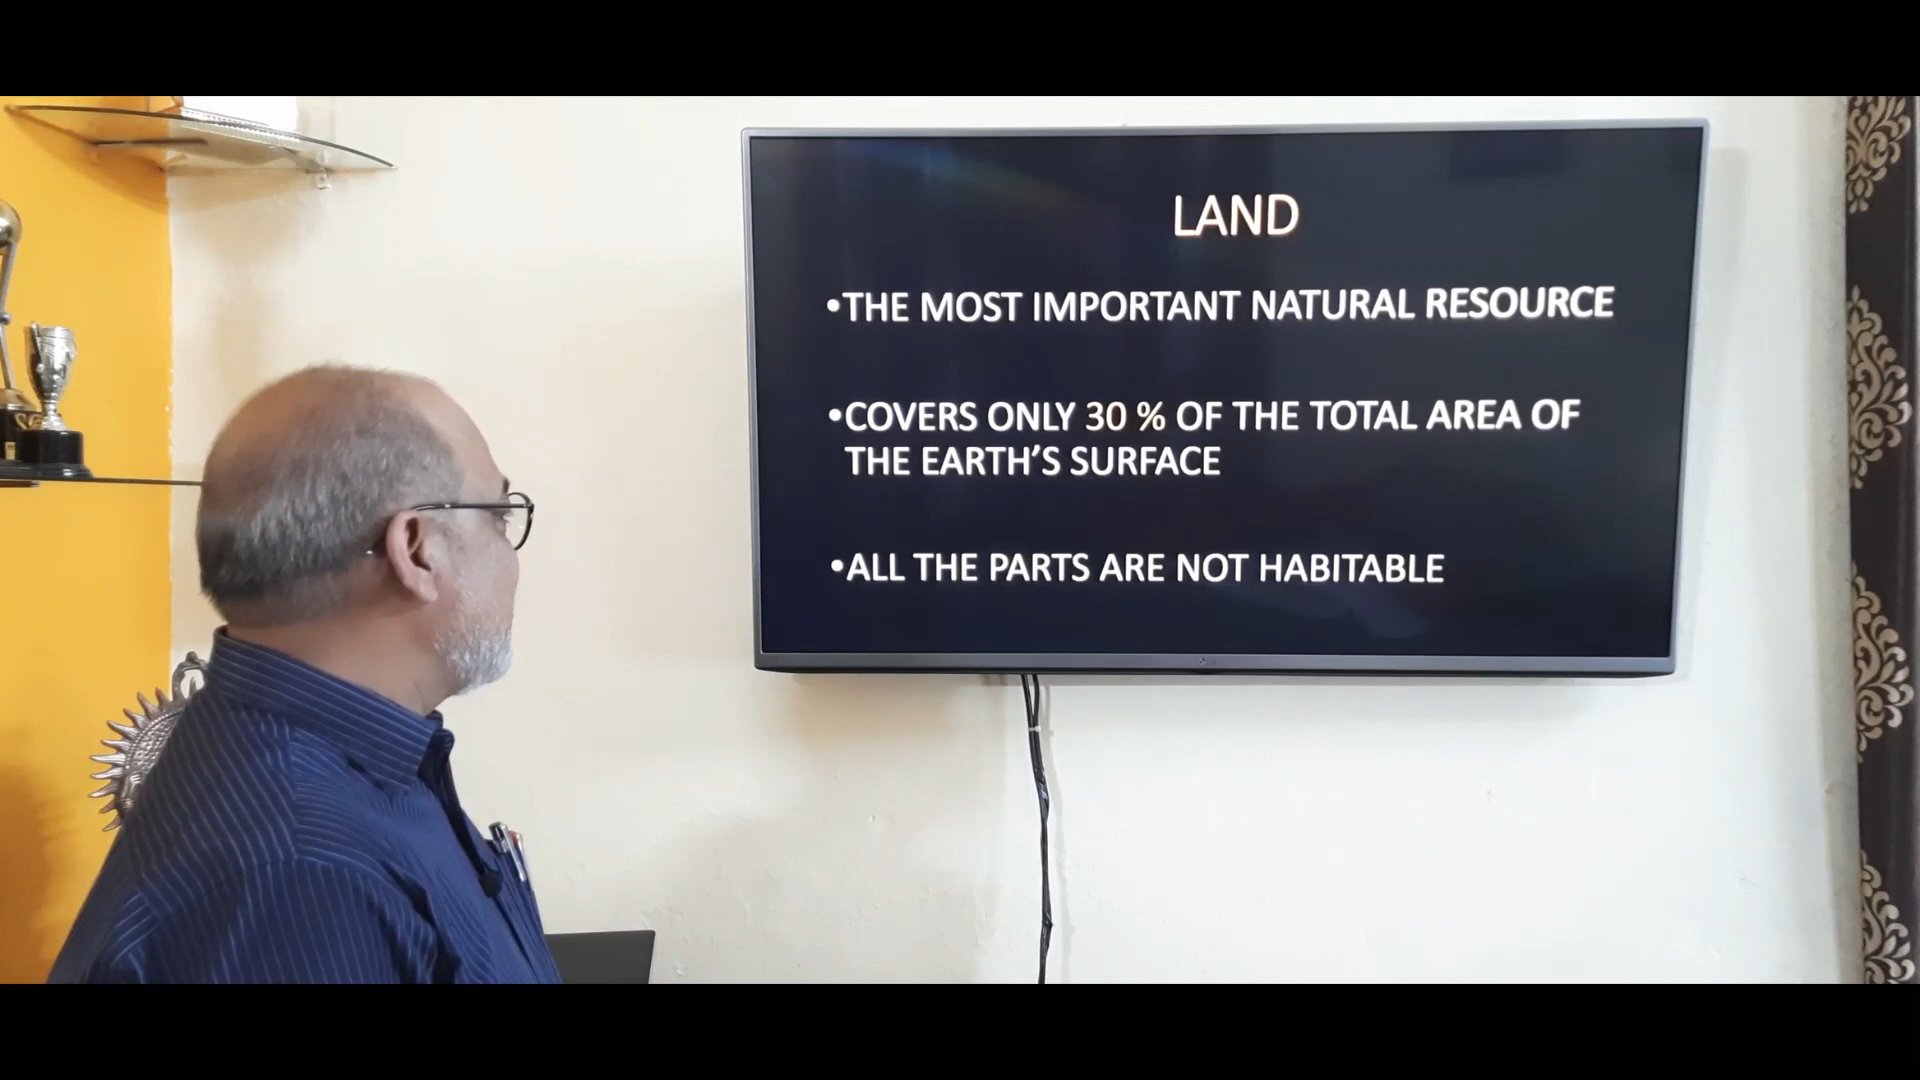 LAND
•THE MOST IMPORTANT NATURAL RESOURCE
•COVERS ONLY 30 % OF THE TOTAL AREA OF
THE EARTH'S SURFACE
•ALL THE PARTS ARE NOT HABITABLE